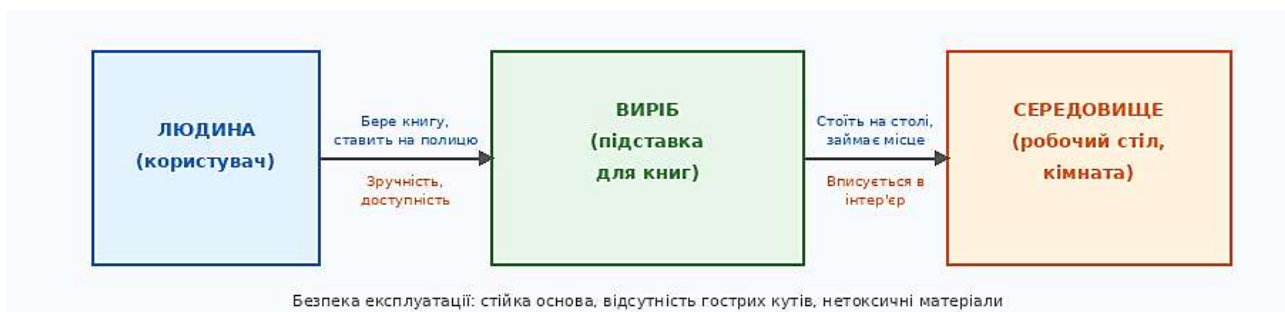 ЛЮДИНА
(користувач)
Бере книгу,
ставить на полицю
Зручність,
доступність
ВИРІБ
(підставка
для книг)
Стоїть на столі,
займає місце
Вписується в
інтер'єр
СЕРЕДОВИЩЕ
(робочий стіл,
кімната)
Безпека експлуатації: стійка основа, відсутність гострих кутів, нетоксичні матеріали